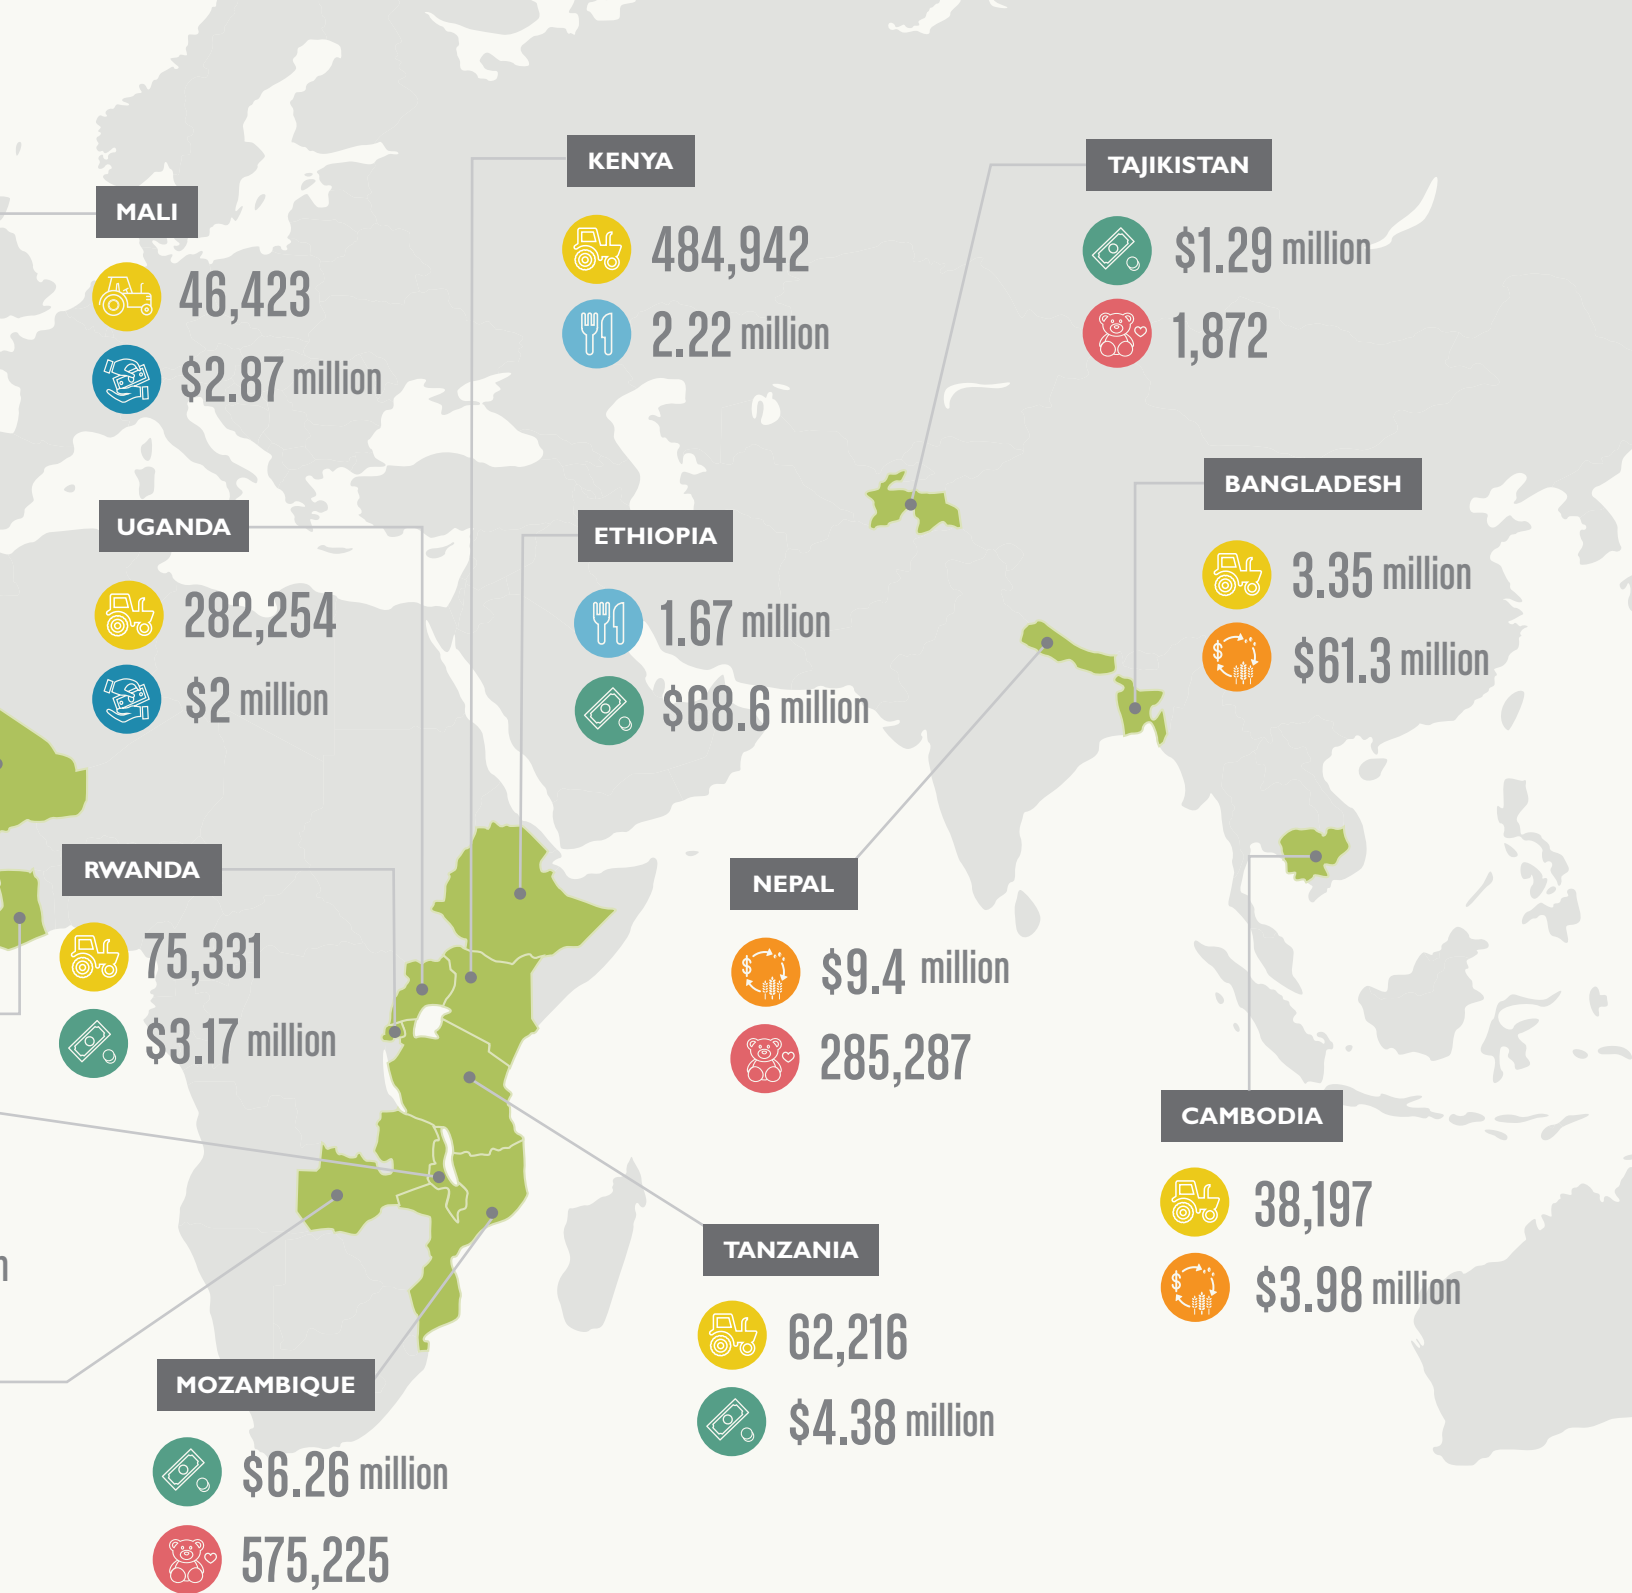 KENYA
484,942
2.22 million
TAJIKISTAN
$1.29 million
1,872
MALI
46,423
$2.87 million
BANGLADESH
3.35 million
$61.3 million
UGANDA
282,254
$2 million
ETHIOPIA
1.67 million
$68.6 million
RWANDA
75,331
$3.17 million
NEPAL
$9.4 million
285,287
CAMBODIA
38,197
$3.98 million
TANZANIA
62,216
$4.38 million
MOZAMBIQUE
$6.26 million
575,225